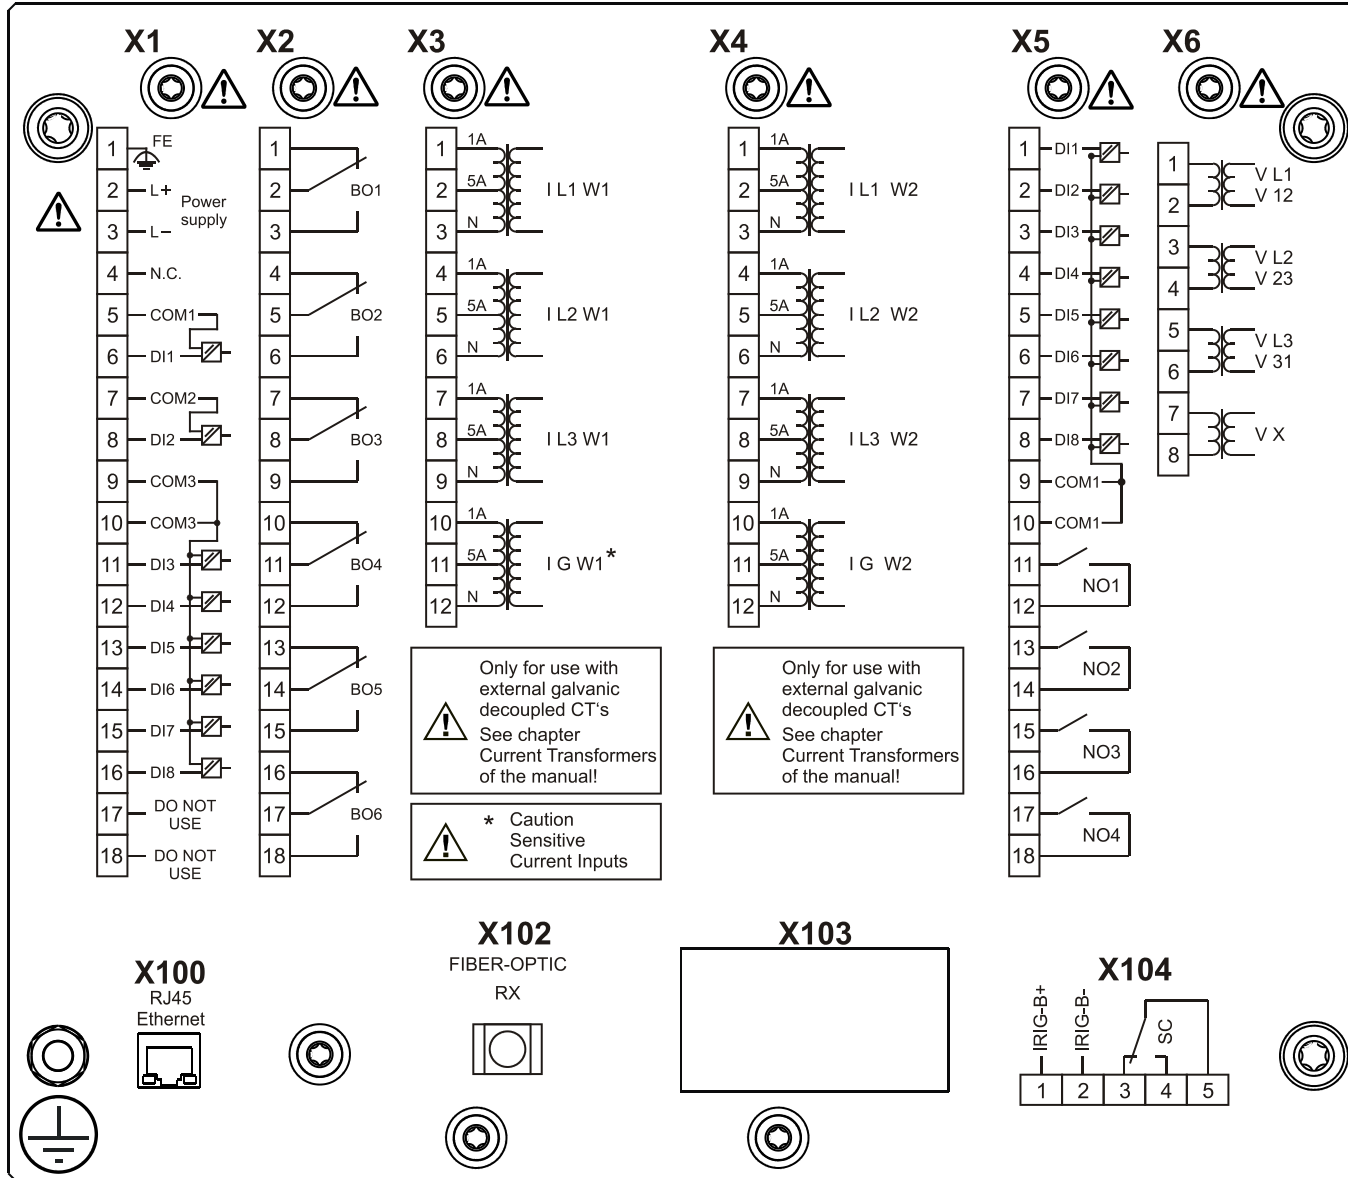 X1
X2
X3
X4
X5
X6
1 FE
2 L+
Power
supply
3 L−
4 N.C.
5 COM1
6 DI1
7 COM2
8 DI2
9 COM3
10 COM3
11 DI3
12 DI4
13 DI5
14 DI6
15 DI7
16 DI8
17 DO NOT
USE
18 DO NOT
USE
1
2 BO1
3
4
5 BO2
6
7
8 BO3
9
10
11 BO4
12
13
14 BO5
15
16
17 BO6
18
1 1A
2 5A I L1 W1
3 N
4 1A
5 5A I L2 W1
6 N
7 1A
8 5A I L3 W1
9 N
10 1A
11 5A I G W1*
12 N
Only for use with
external galvanic
decoupled CT‘s
See chapter
Current Transformers
of the manual!
* Caution
Sensitive
Current Inputs
1 1A
2 5A I L1 W2
3 N
4 1A
5 5A I L2 W2
6 N
7 1A
8 5A I L3 W2
9 N
10 1A
11 5A I G W2
12 N
Only for use with
external galvanic
decoupled CT‘s
See chapter
Current Transformers
of the manual!
1 DI1
2 DI2
3 DI3
4 DI4
5 DI5
6 DI6
7 DI7
8 DI8
9 COM1
10 COM1
11
NO1
12
13
NO2
14
15
NO3
16
17
NO4
18
1 V L1
2 V 12
3 V L2
4 V 23
5 V L3
6 V 31
7
V X
8
X100
RJ45
Ethernet
X102
FIBER-OPTIC
RX
X103
X104
IRIG-B+
IRIG-B-
SC
1 2 3 4 5